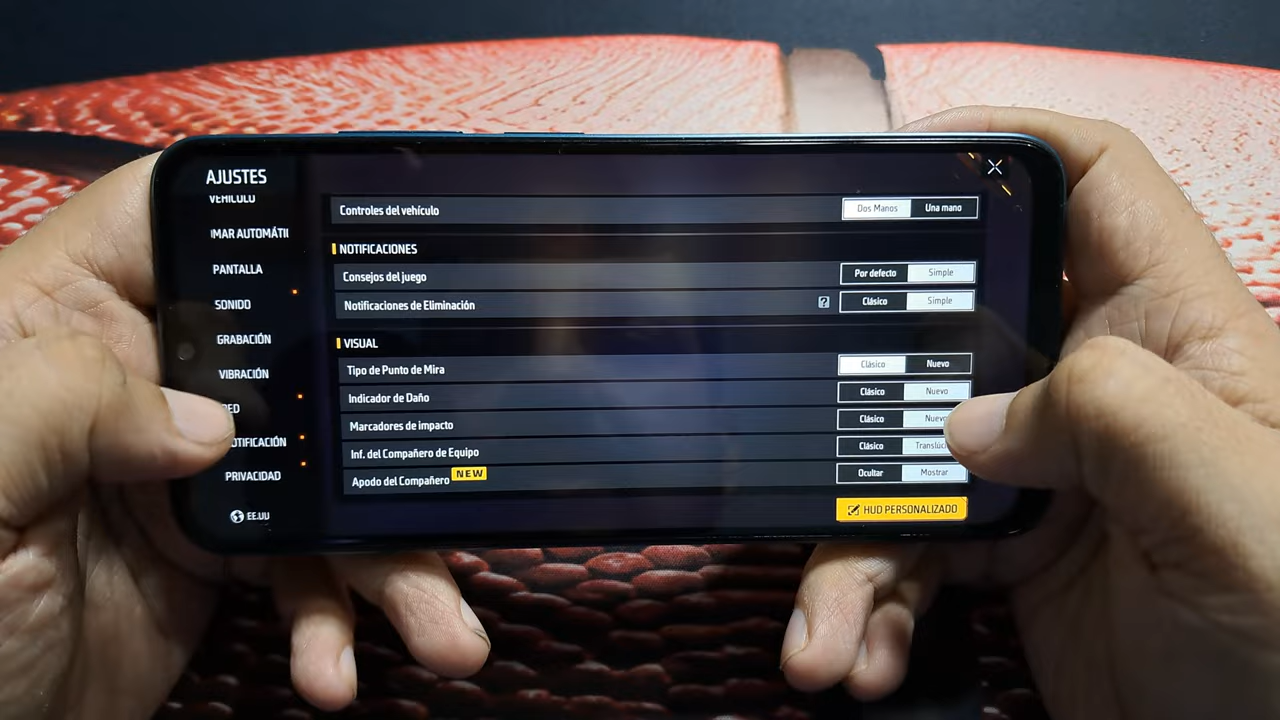 AJUSTES
VEHÍCULO
PANTALLA
SONIDO
GRABACIÓN
VIBRACIÓN
PRIVACIDAD
EE.UU
Controles del vehículo
Dos Manos
Una mano
NOTIFICACIONES
Consejos del juego
Por defecto
Simple
Notificaciones de Eliminación
?
Clásico
Simple
VISUAL
Tipo de Punto de Mira
Clásico
Nuevo
Indicador de Daño
Clásico
Nuevo
Marcadores de impacto
Clásico
Nuevo
Inf. del Compañero de Equipo
Clásico
Apodo del Compañero
NEW
Ocultar
Mostrar
HUD PERSONALIZADO